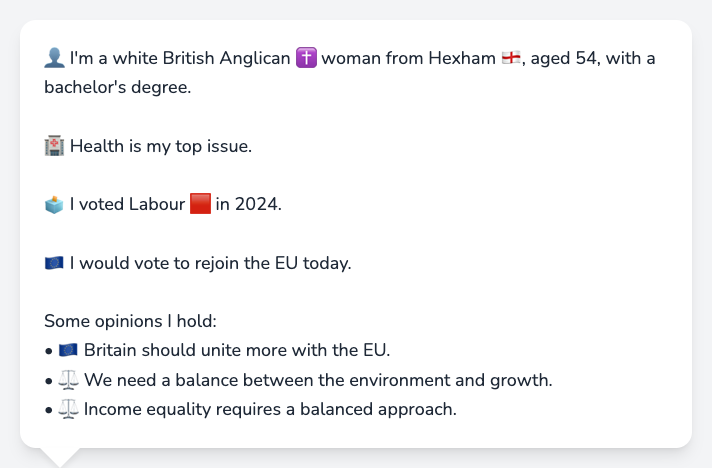 👤 I'm a white British Anglican ✝️ woman from Hexham 🏴󠁧󠁢󠁥󠁮󠁧󠁿, aged 54, with a
bachelor's degree.
🏥 Health is my top issue.
🗳️ I voted Labour 🟥 in 2024.
🇪🇺 I would vote to rejoin the EU today.
Some opinions I hold:
• 🇪🇺 Britain should unite more with the EU.
• ⚖️ We need a balance between the environment and growth.
• ⚖️ Income equality requires a balanced approach.